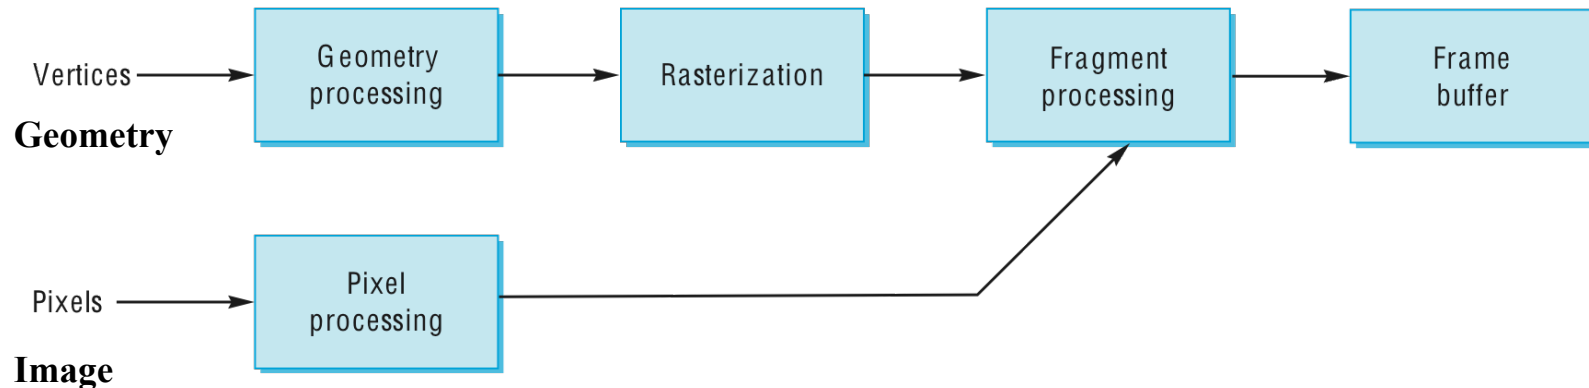 Vertices
Geometry
Geometry
processing
Rasterization
Fragment
processing
Frame
buffer
Pixels
Image
Pixel
processing